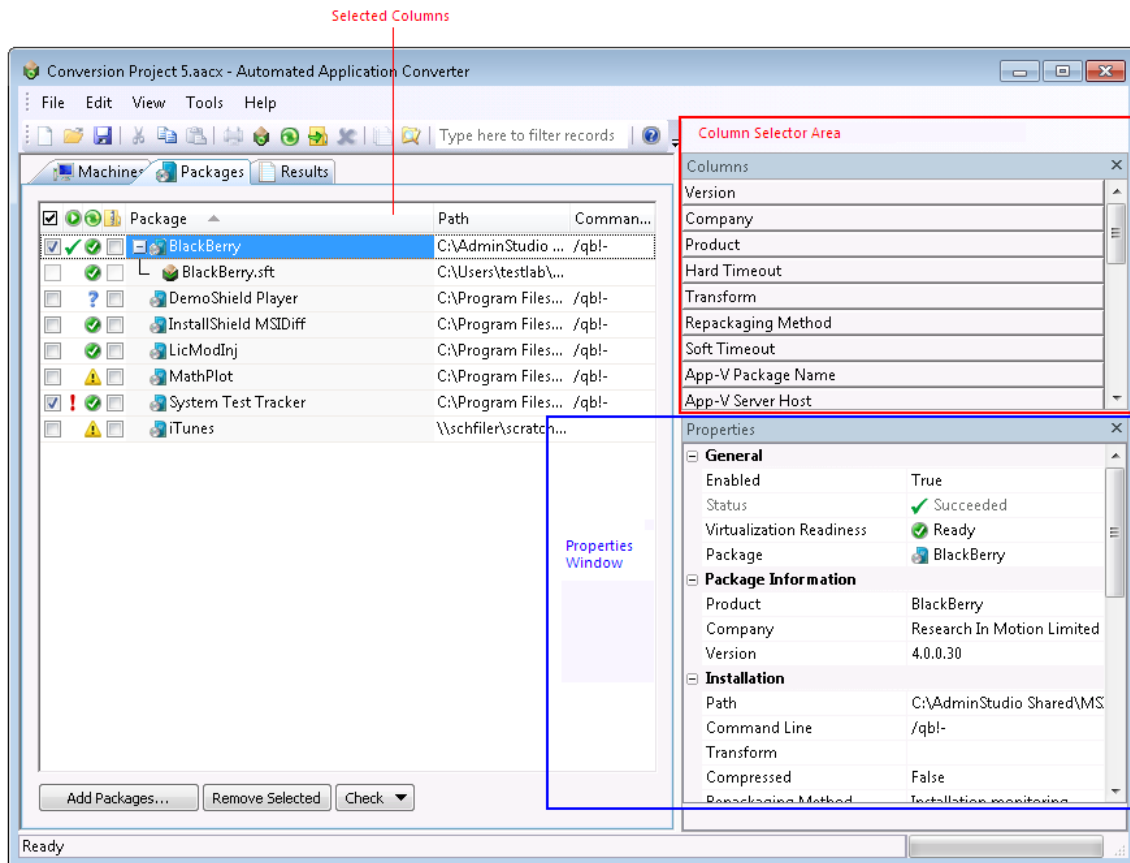 Selected Columns
Conversion Project 5.aacx - Automated Application Converter
File Edit View Tools Help
Type here to filter records
Column Selector Area
Machines Packages Results
Columns
Package Path Comman...
Version
Company
Product
Hard Timeout
Transform
Repackaging Method
Soft Timeout
App-V Package Name
App-V Server Host
BlackBerry C:\AdminStudio ... /qb!-
BlackBerry.sft C:\Users\testlab\...
DemoShield Player C:\Program Files... /qb!-
InstallShield MSIDiff C:\Program Files... /qb!-
LicModInj C:\Program Files... /qb!-
MathPlot C:\Program Files... /qb!-
System Test Tracker C:\Program Files... /qb!-
iTunes \\schfiler\scratch...
Properties
General
Enabled True
Status Succeeded
Virtualization Readiness Ready
Package BlackBerry
Package Information
Product BlackBerry
Company Research In Motion Limited
Version 4.0.0.30
Installation
Path C:\AdminStudio Shared\MS
Command Line /qb!-
Transform
Compressed False
Repackaging Method Installation monitoring
Properties
Window
Add Packages... Remove Selected Check
Ready